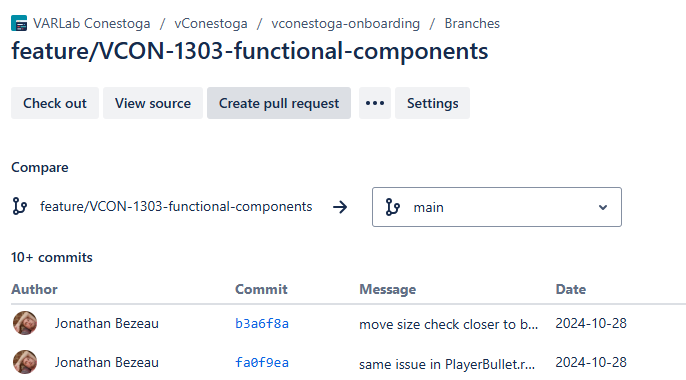 VARLab Conestoga / vConestoga / vconestoga-onboarding / Branches
feature/VCON-1303-functional-components
Check out View source Create pull request ••• Settings
Compare
feature/VCON-1303-functional-components → main
10+ commits
Author Commit Message Date
Jonathan Bezeau b3a6f8a move size check closer to b... 2024-10-28
Jonathan Bezeau fa0f9ea same issue in PlayerBullet.r... 2024-10-28